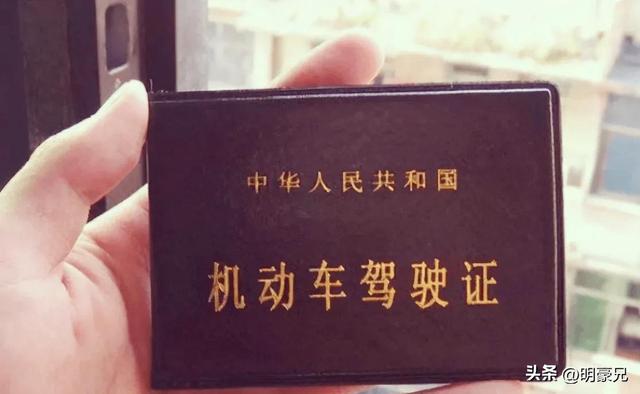 中华人民共和国
机动车驾驶证
头条 @明豪兄